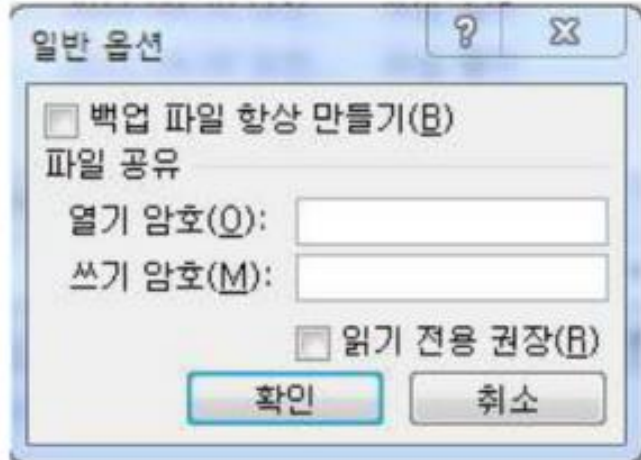 일반 옵션
백업 파일 항상 만들기(B)
파일 공유
열기 암호(O):
쓰기 암호(M):
읽기 전용 권장(R)
확인 취소